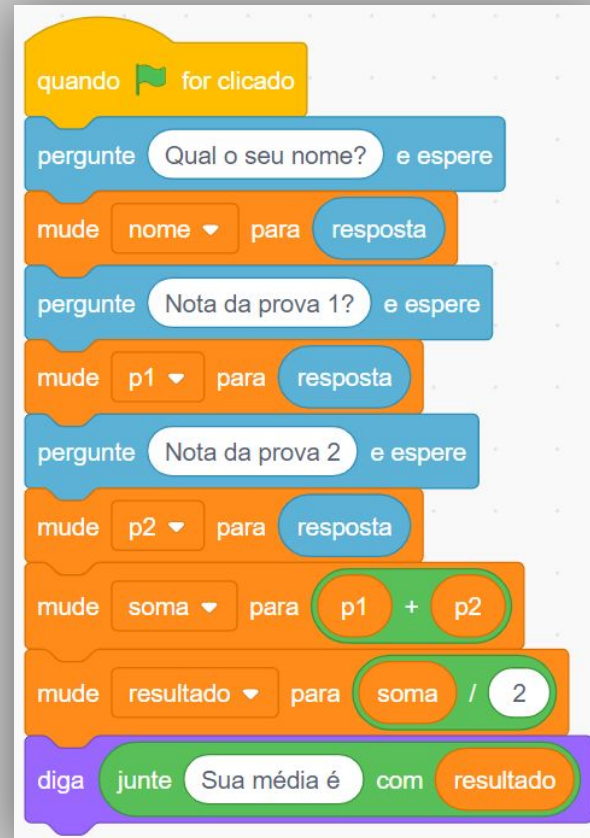 quando for clicado
pergunte Qual o seu nome? e espere
mude nome para resposta
pergunte Nota da prova 1? e espere
mude p1 para resposta
pergunte Nota da prova 2 e espere
mude p2 para resposta
mude soma para p1 + p2
mude resultado para soma / 2
diga junte Sua média é com resultado